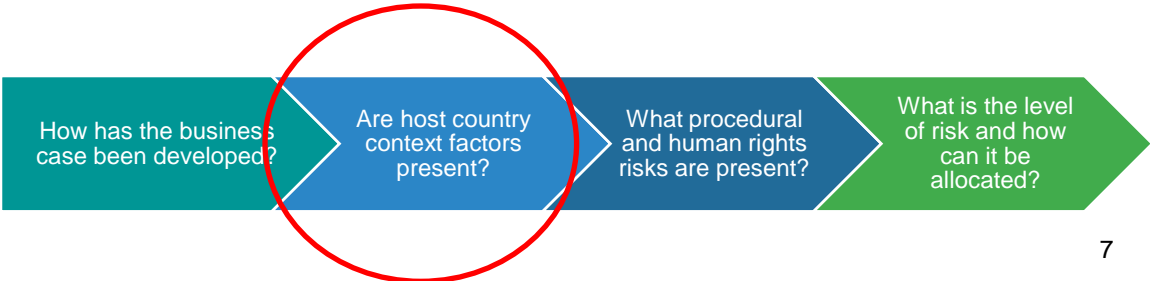 How has the business
case been developed?
Are host country
context factors
present?
What procedural
and human rights
risks are present?
What is the level
of risk and how
can it be
allocated?
7